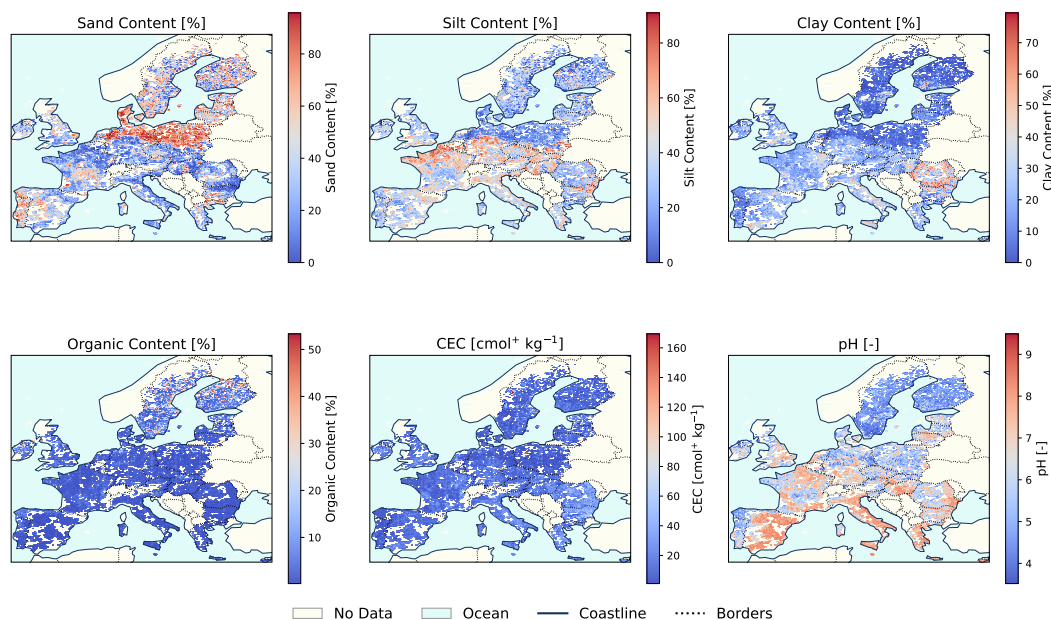 Sand Content [%]
80
60
40
20
0
Sand Content [%]
Silt Content [%]
80
60
40
20
0
Silt Content [%]
Clay Content [%]
70
60
50
40
30
20
10
0
Clay Content [%]
Organic Content [%]
50
40
30
20
10
Organic Content [%]
CEC [cmol⁺ kg⁻¹]
160
140
120
100
80
60
40
20
CEC [cmol⁺ kg⁻¹]
pH [-]
9
8
7
6
5
4
pH [-]
No Data Ocean Coastline Borders